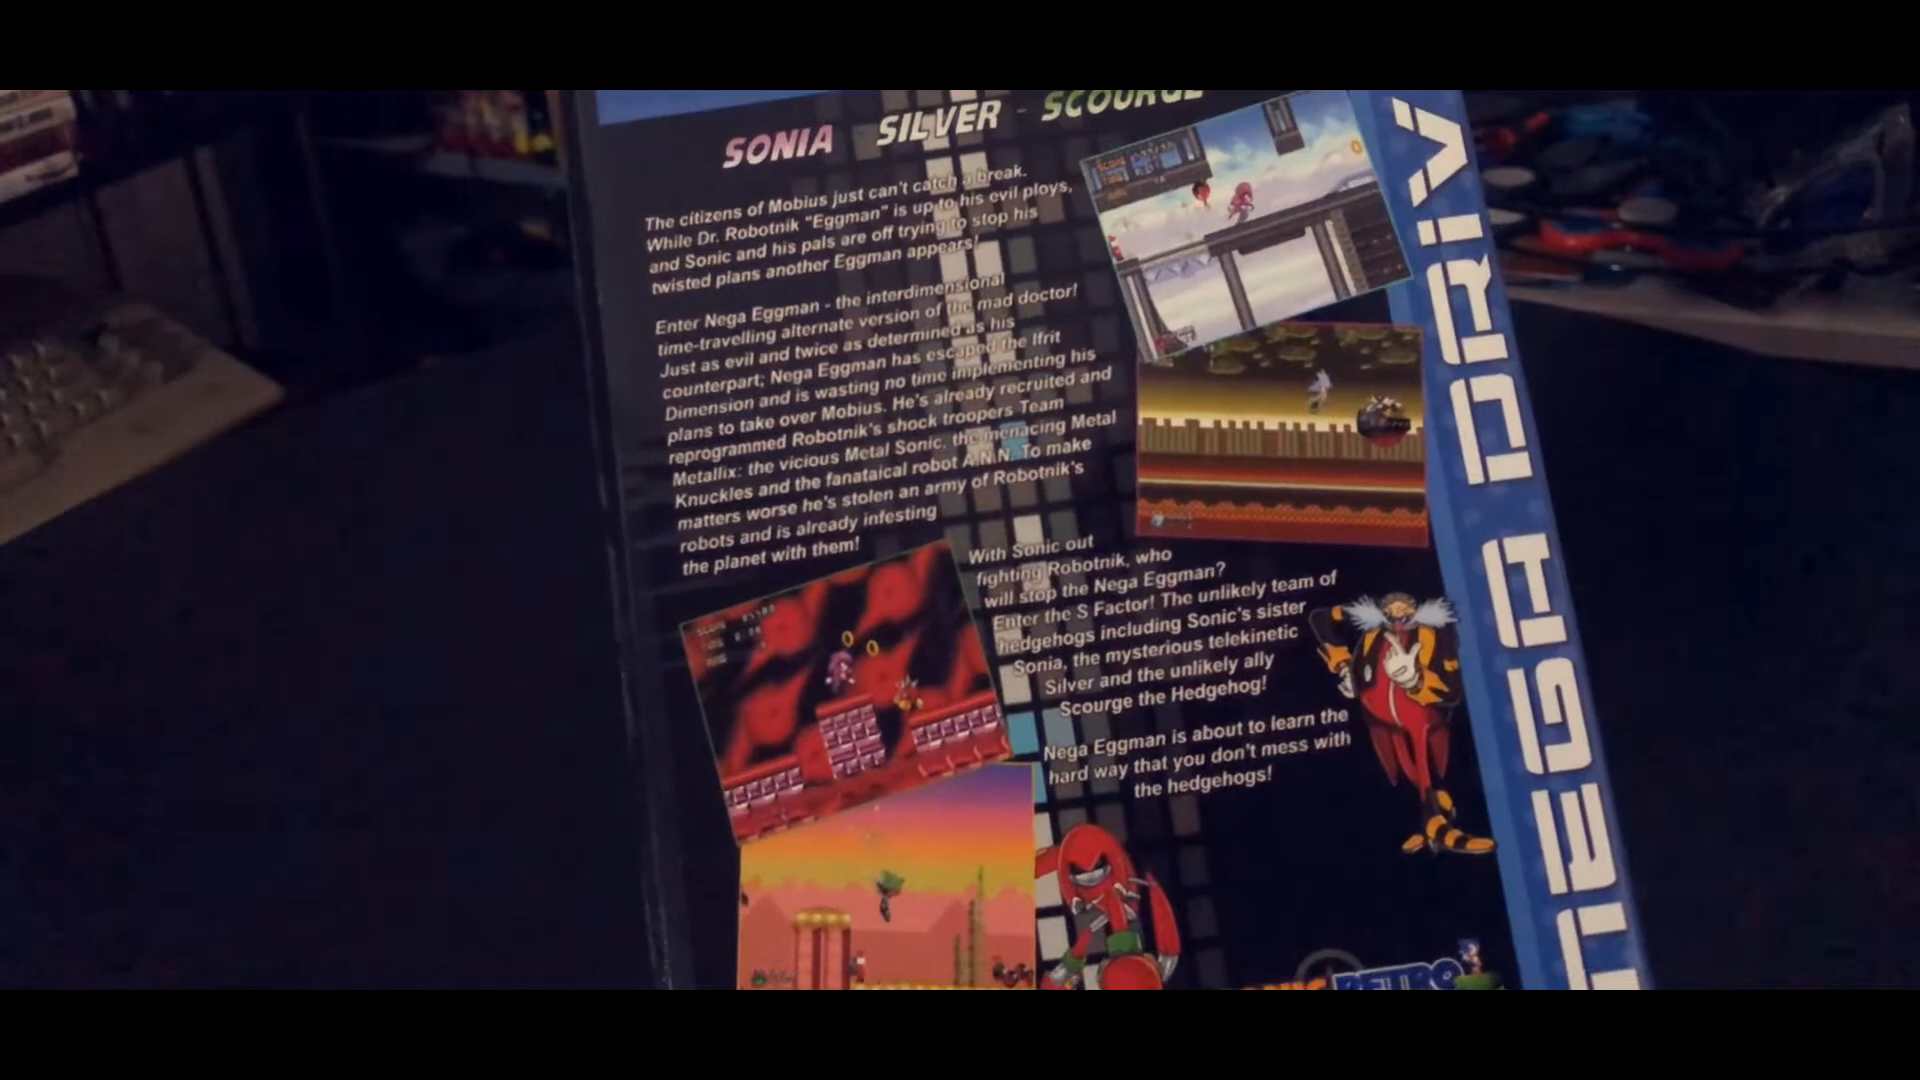 SONIA SILVER - SCOURGE
The citizens of Mobius just can't catch a break.
While Dr. Robotnik "Eggman" is up to his evil ploys,
and Sonic and his pals are off trying to stop his
twisted plans another Eggman appears!
Enter Nega Eggman - the interdimensional
time-travelling alternate version of the mad doctor!
Just as evil and twice as determined as his
counterpart; Nega Eggman has escaped the Ifrit
Dimension and is wasting no time implementing his
plans to take over Mobius. He's already recruited and
reprogrammed Robotnik's shock troopers Team
Metallix: the vicious Metal Sonic, the menacing Metal
Knuckles and the fanataical robot A.N.N. To make
matters worse he's stolen an army of Robotnik's
robots and is already infesting
the planet with them!
With Sonic out
fighting Robotnik, who
will stop the Nega Eggman?
Enter the S Factor! The unlikely team of
hedgehogs including Sonic's sister
Sonia, the mysterious telekinetic
Silver and the unlikely ally
Scourge the Hedgehog!
Nega Eggman is about to learn the
hard way that you don't mess with
the hedgehogs!
SONIC RETRO
MEGA DRIV